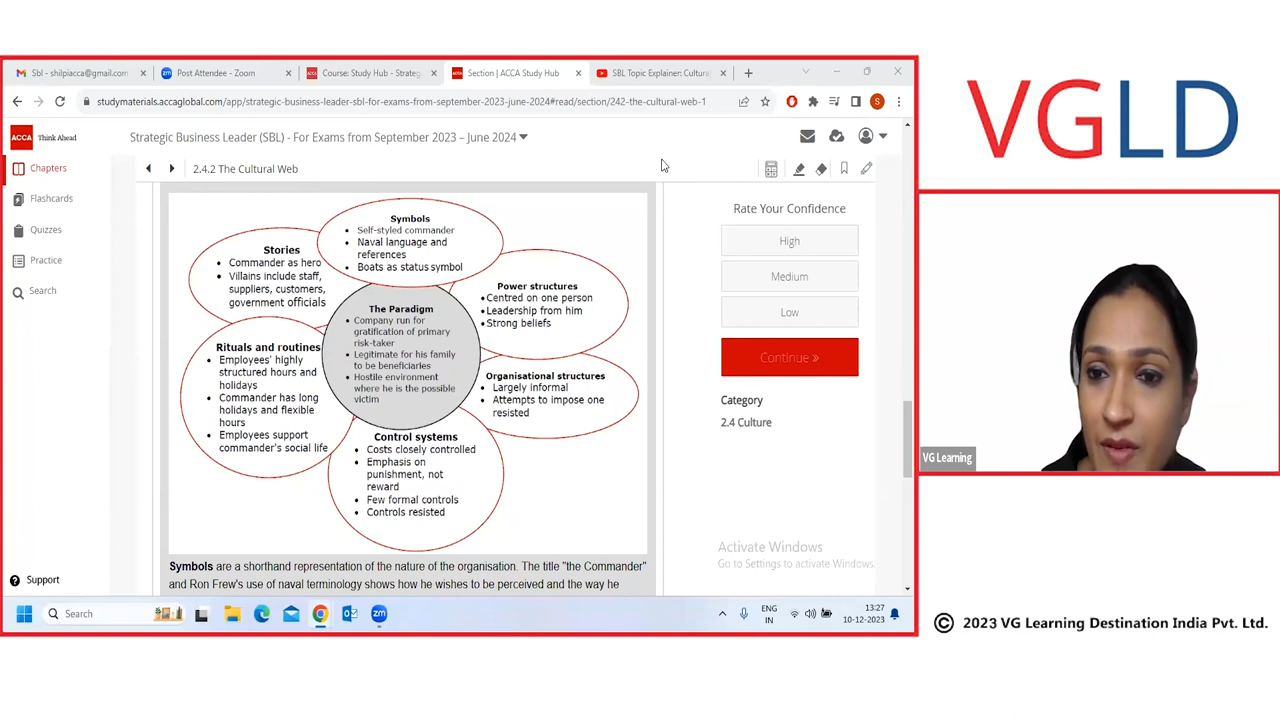 Sbl - shilpiacca@gmail.com
Post Attendee - Zoom
Course: Study Hub - Strateg
Section | ACCA Study Hub
SBL Topic Explainer: Cultura
studymaterials.accaglobal.com/app/strategic-business-leader-sbl-for-exams-from-september-2023-june-2024#read/section/242-the-cultural-web-1
S
ACCA
Think Ahead
Strategic Business Leader (SBL) - For Exams from September 2023 – June 2024
Chapters
Flashcards
Quizzes
Practice
Search
Support
2.4.2 The Cultural Web
Symbols
• Self-styled commander
• Naval language and
references
• Boats as status symbol
Stories
• Commander as hero
• Villains include staff,
suppliers, customers,
government officials
Power structures
• Centred on one person
• Leadership from him
• Strong beliefs
The Paradigm
• Company run for
gratification of primary
risk-taker
• Legitimate for his family
to be beneficiaries
• Hostile environment
where he is the possible
victim
Rituals and routines
• Employees' highly
structured hours and
holidays
• Commander has long
holidays and flexible
hours
• Employees support
commander's social life
Organisational structures
• Largely informal
• Attempts to impose one
resisted
Control systems
• Costs closely controlled
• Emphasis on
punishment, not
reward
• Few formal controls
• Controls resisted
Symbols are a shorthand representation of the nature of the organisation. The title "the Commander"
and Ron Frew's use of naval terminology shows how he wishes to be perceived and the way he
Rate Your Confidence
High
Medium
Low
Continue »
Category
2.4 Culture
Activate Windows
Go to Settings to activate Windows.
Search
ENG
IN
13:27
10-12-2023
VGLD
VG Learning
© 2023 VG Learning Destination India Pvt. Ltd.